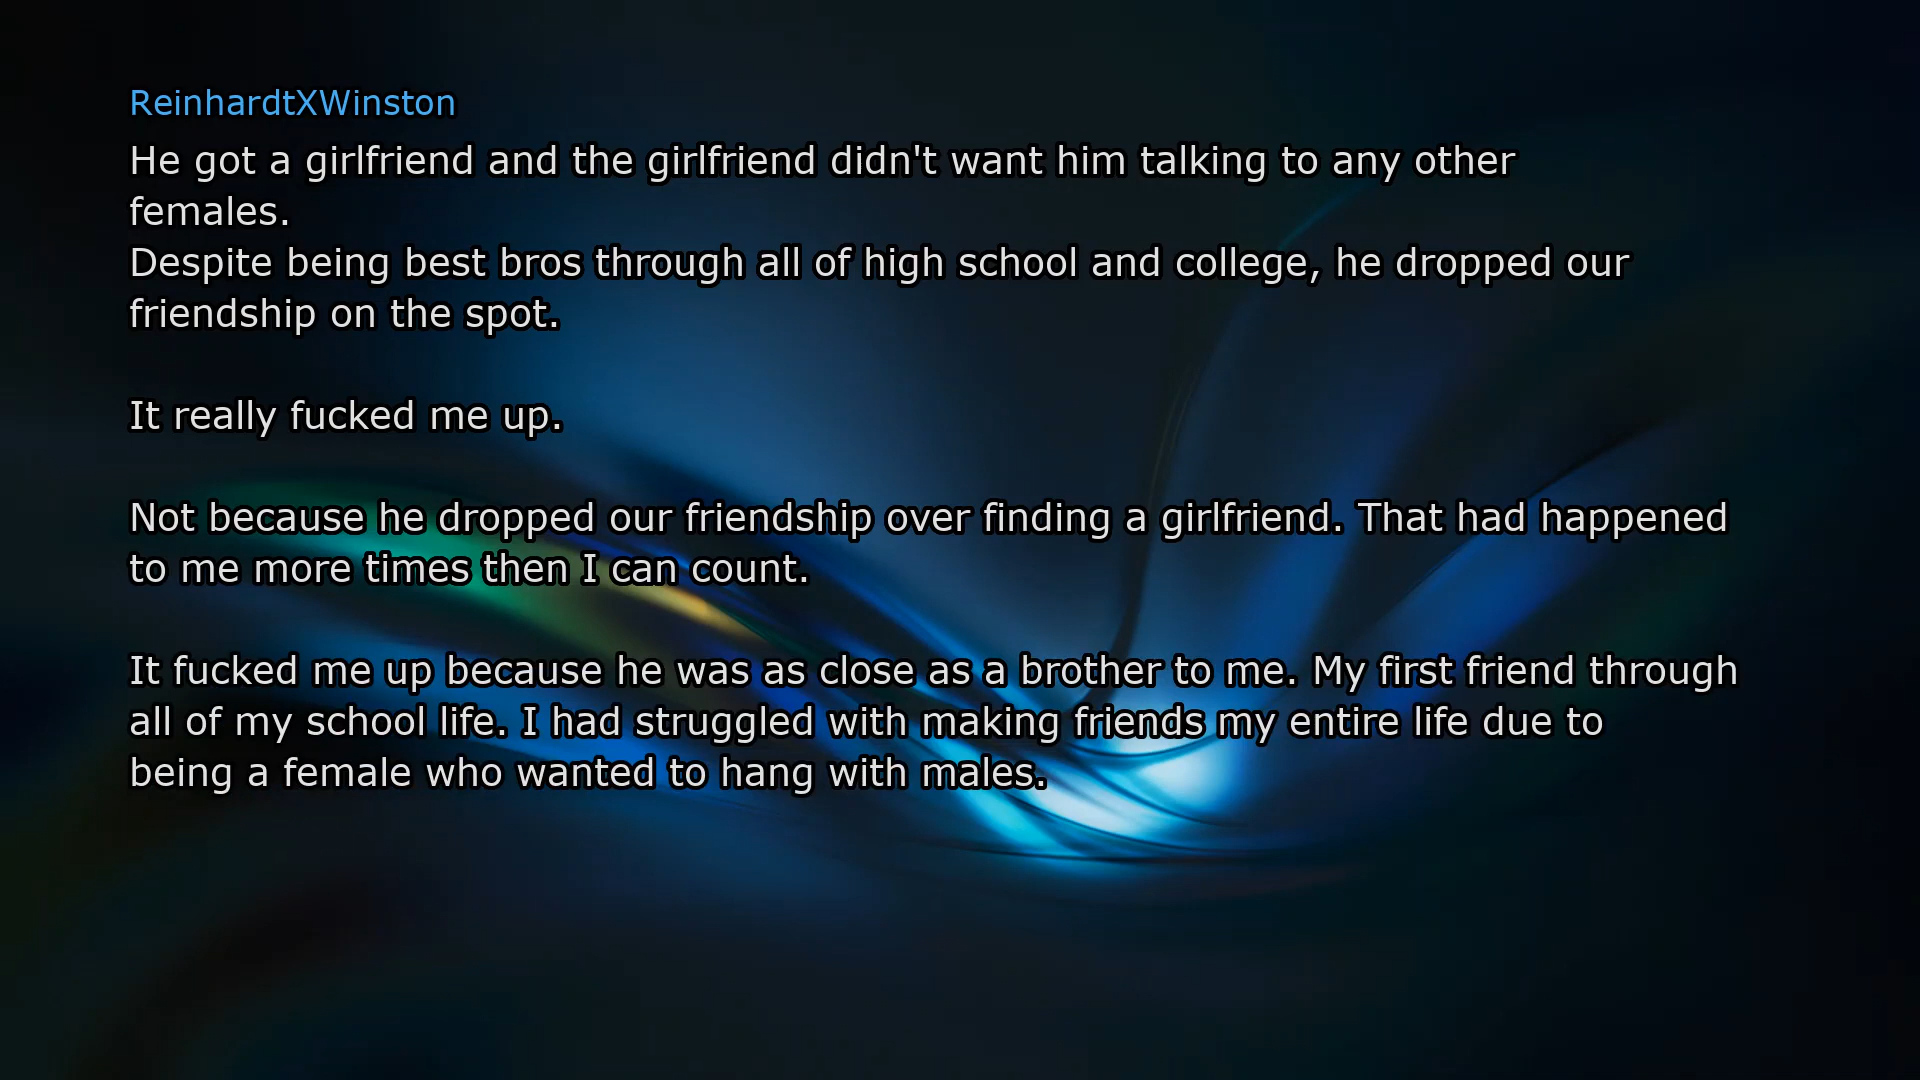 ReinhardtXWinston
He got a girlfriend and the girlfriend didn't want him talking to any other
females.
Despite being best bros through all of high school and college, he dropped our
friendship on the spot.
It really fucked me up.
Not because he dropped our friendship over finding a girlfriend. That had happened
to me more times then I can count.
It fucked me up because he was as close as a brother to me. My first friend through
all of my school life. I had struggled with making friends my entire life due to
being a female who wanted to hang with males.